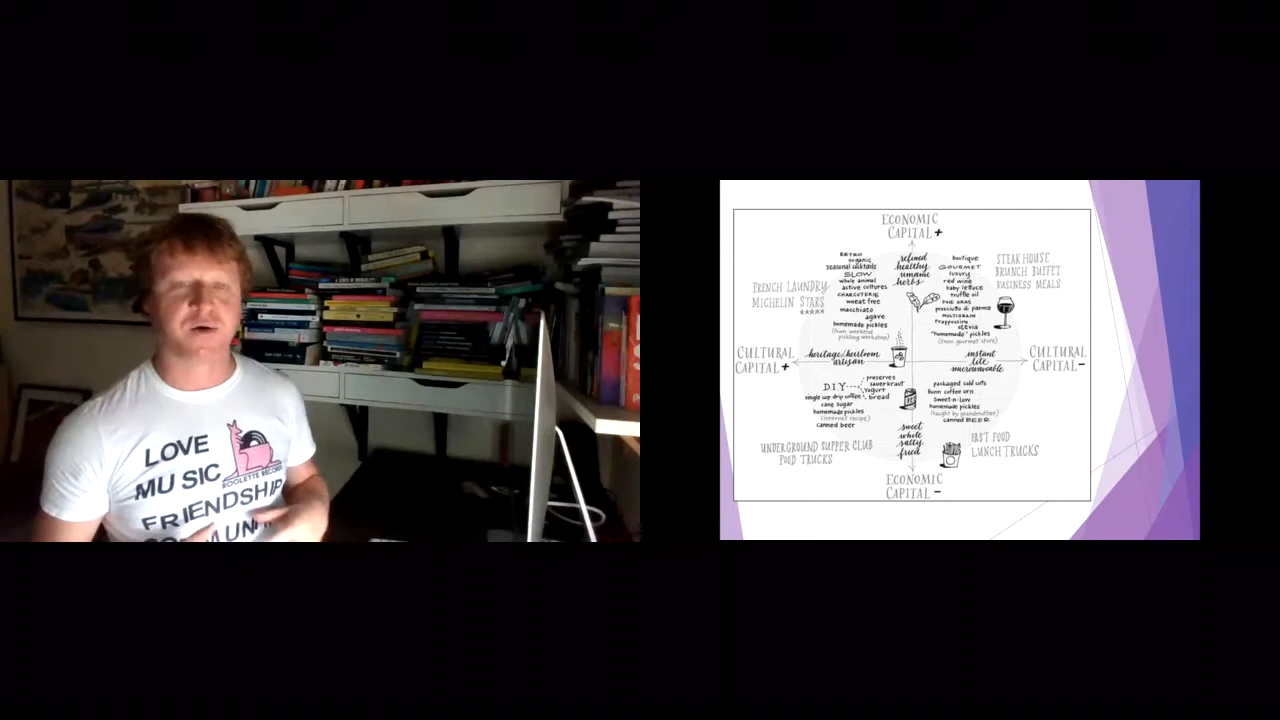 LOVE
MUSIC
ROOLETTE RECORDS
FRIENDSHIP
ECONOMIC
CAPITAL +
RETRO
organic
seasonal cocktails
SLOW
whole animal
active cultures
CHARCUTERIE
wheat free
macchiato
agave
homemade pickles
(from weekend
pickling workshop)
refined
healthy
umami
herbs
boutique
GOURMET
luxury
red wine
baby lettuce
truffle oil
FOIE GRAS
prosciutto di parma
MULTIGRAIN
Frappuccino
stevia
"homemade" pickles
(from gourmet store)
FRENCH LAUNDRY
MICHELIN STARS
STEAKHOUSE
BRUNCH BUFFET
BUSINESS MEALS
CULTURAL
CAPITAL +
heritage/heirloom
artisan
instant
lite
microwaveable
CULTURAL
CAPITAL -
D.I.Y
preserves
sauerkraut
yogurt
bread
single cup drip coffee
cane sugar
homemade pickles
(internet recipe)
canned beer
packaged cold cuts
Bunn coffee urn
Sweet-n-Low
homemade pickles
(taught by grandmother)
canned BEER
sweet
white
salty
fried
UNDERGROUND SUPPER CLUB
FOOD TRUCKS
FAST FOOD
LUNCH TRUCKS
ECONOMIC
CAPITAL -